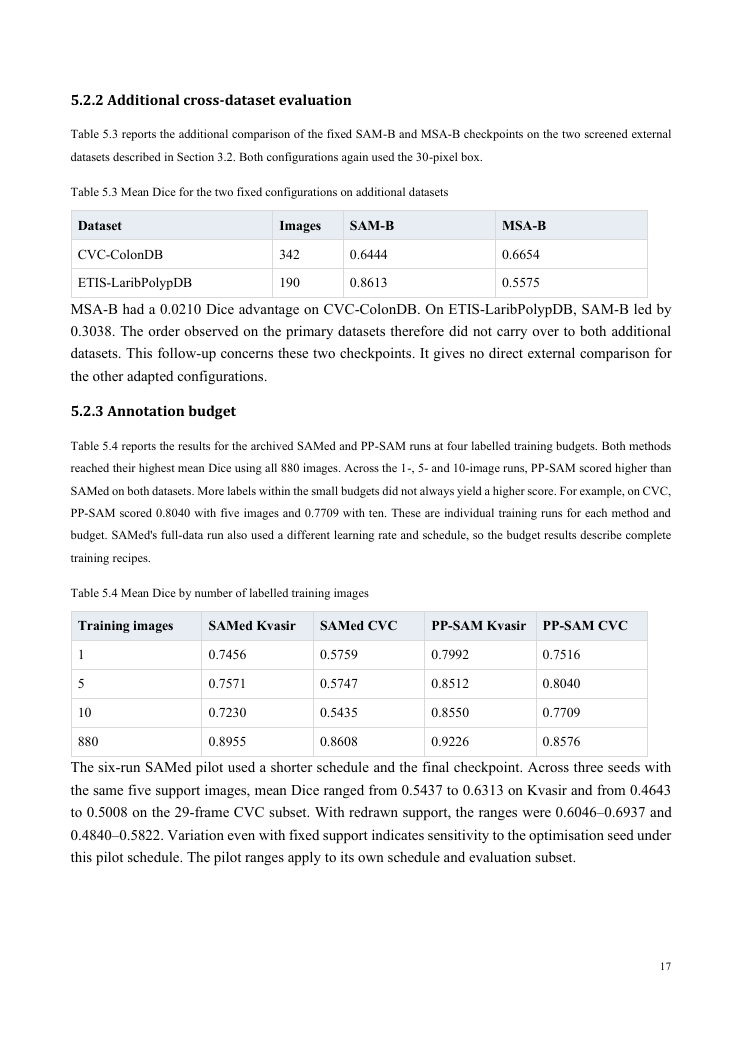 5.2.2 Additional cross-dataset evaluation
Table 5.3 reports the additional comparison of the fixed SAM-B and MSA-B checkpoints on the two screened external
datasets described in Section 3.2. Both configurations again used the 30-pixel box.
Table 5.3 Mean Dice for the two fixed configurations on additional datasets
Dataset Images SAM-B MSA-B
CVC-ColonDB 342 0.6444 0.6654
ETIS-LaribPolypDB 190 0.8613 0.5575
MSA-B had a 0.0210 Dice advantage on CVC-ColonDB. On ETIS-LaribPolypDB, SAM-B led by
0.3038. The order observed on the primary datasets therefore did not carry over to both additional
datasets. This follow-up concerns these two checkpoints. It gives no direct external comparison for
the other adapted configurations.
5.2.3 Annotation budget
Table 5.4 reports the results for the archived SAMed and PP-SAM runs at four labelled training budgets. Both methods
reached their highest mean Dice using all 880 images. Across the 1-, 5- and 10-image runs, PP-SAM scored higher than
SAMed on both datasets. More labels within the small budgets did not always yield a higher score. For example, on CVC,
PP-SAM scored 0.8040 with five images and 0.7709 with ten. These are individual training runs for each method and
budget. SAMed's full-data run also used a different learning rate and schedule, so the budget results describe complete
training recipes.
Table 5.4 Mean Dice by number of labelled training images
Training images SAMed Kvasir SAMed CVC PP-SAM Kvasir PP-SAM CVC
1 0.7456 0.5759 0.7992 0.7516
5 0.7571 0.5747 0.8512 0.8040
10 0.7230 0.5435 0.8550 0.7709
880 0.8955 0.8608 0.9226 0.8576
The six-run SAMed pilot used a shorter schedule and the final checkpoint. Across three seeds with
the same five support images, mean Dice ranged from 0.5437 to 0.6313 on Kvasir and from 0.4643
to 0.5008 on the 29-frame CVC subset. With redrawn support, the ranges were 0.6046–0.6937 and
0.4840–0.5822. Variation even with fixed support indicates sensitivity to the optimisation seed under
this pilot schedule. The pilot ranges apply to its own schedule and evaluation subset.
17